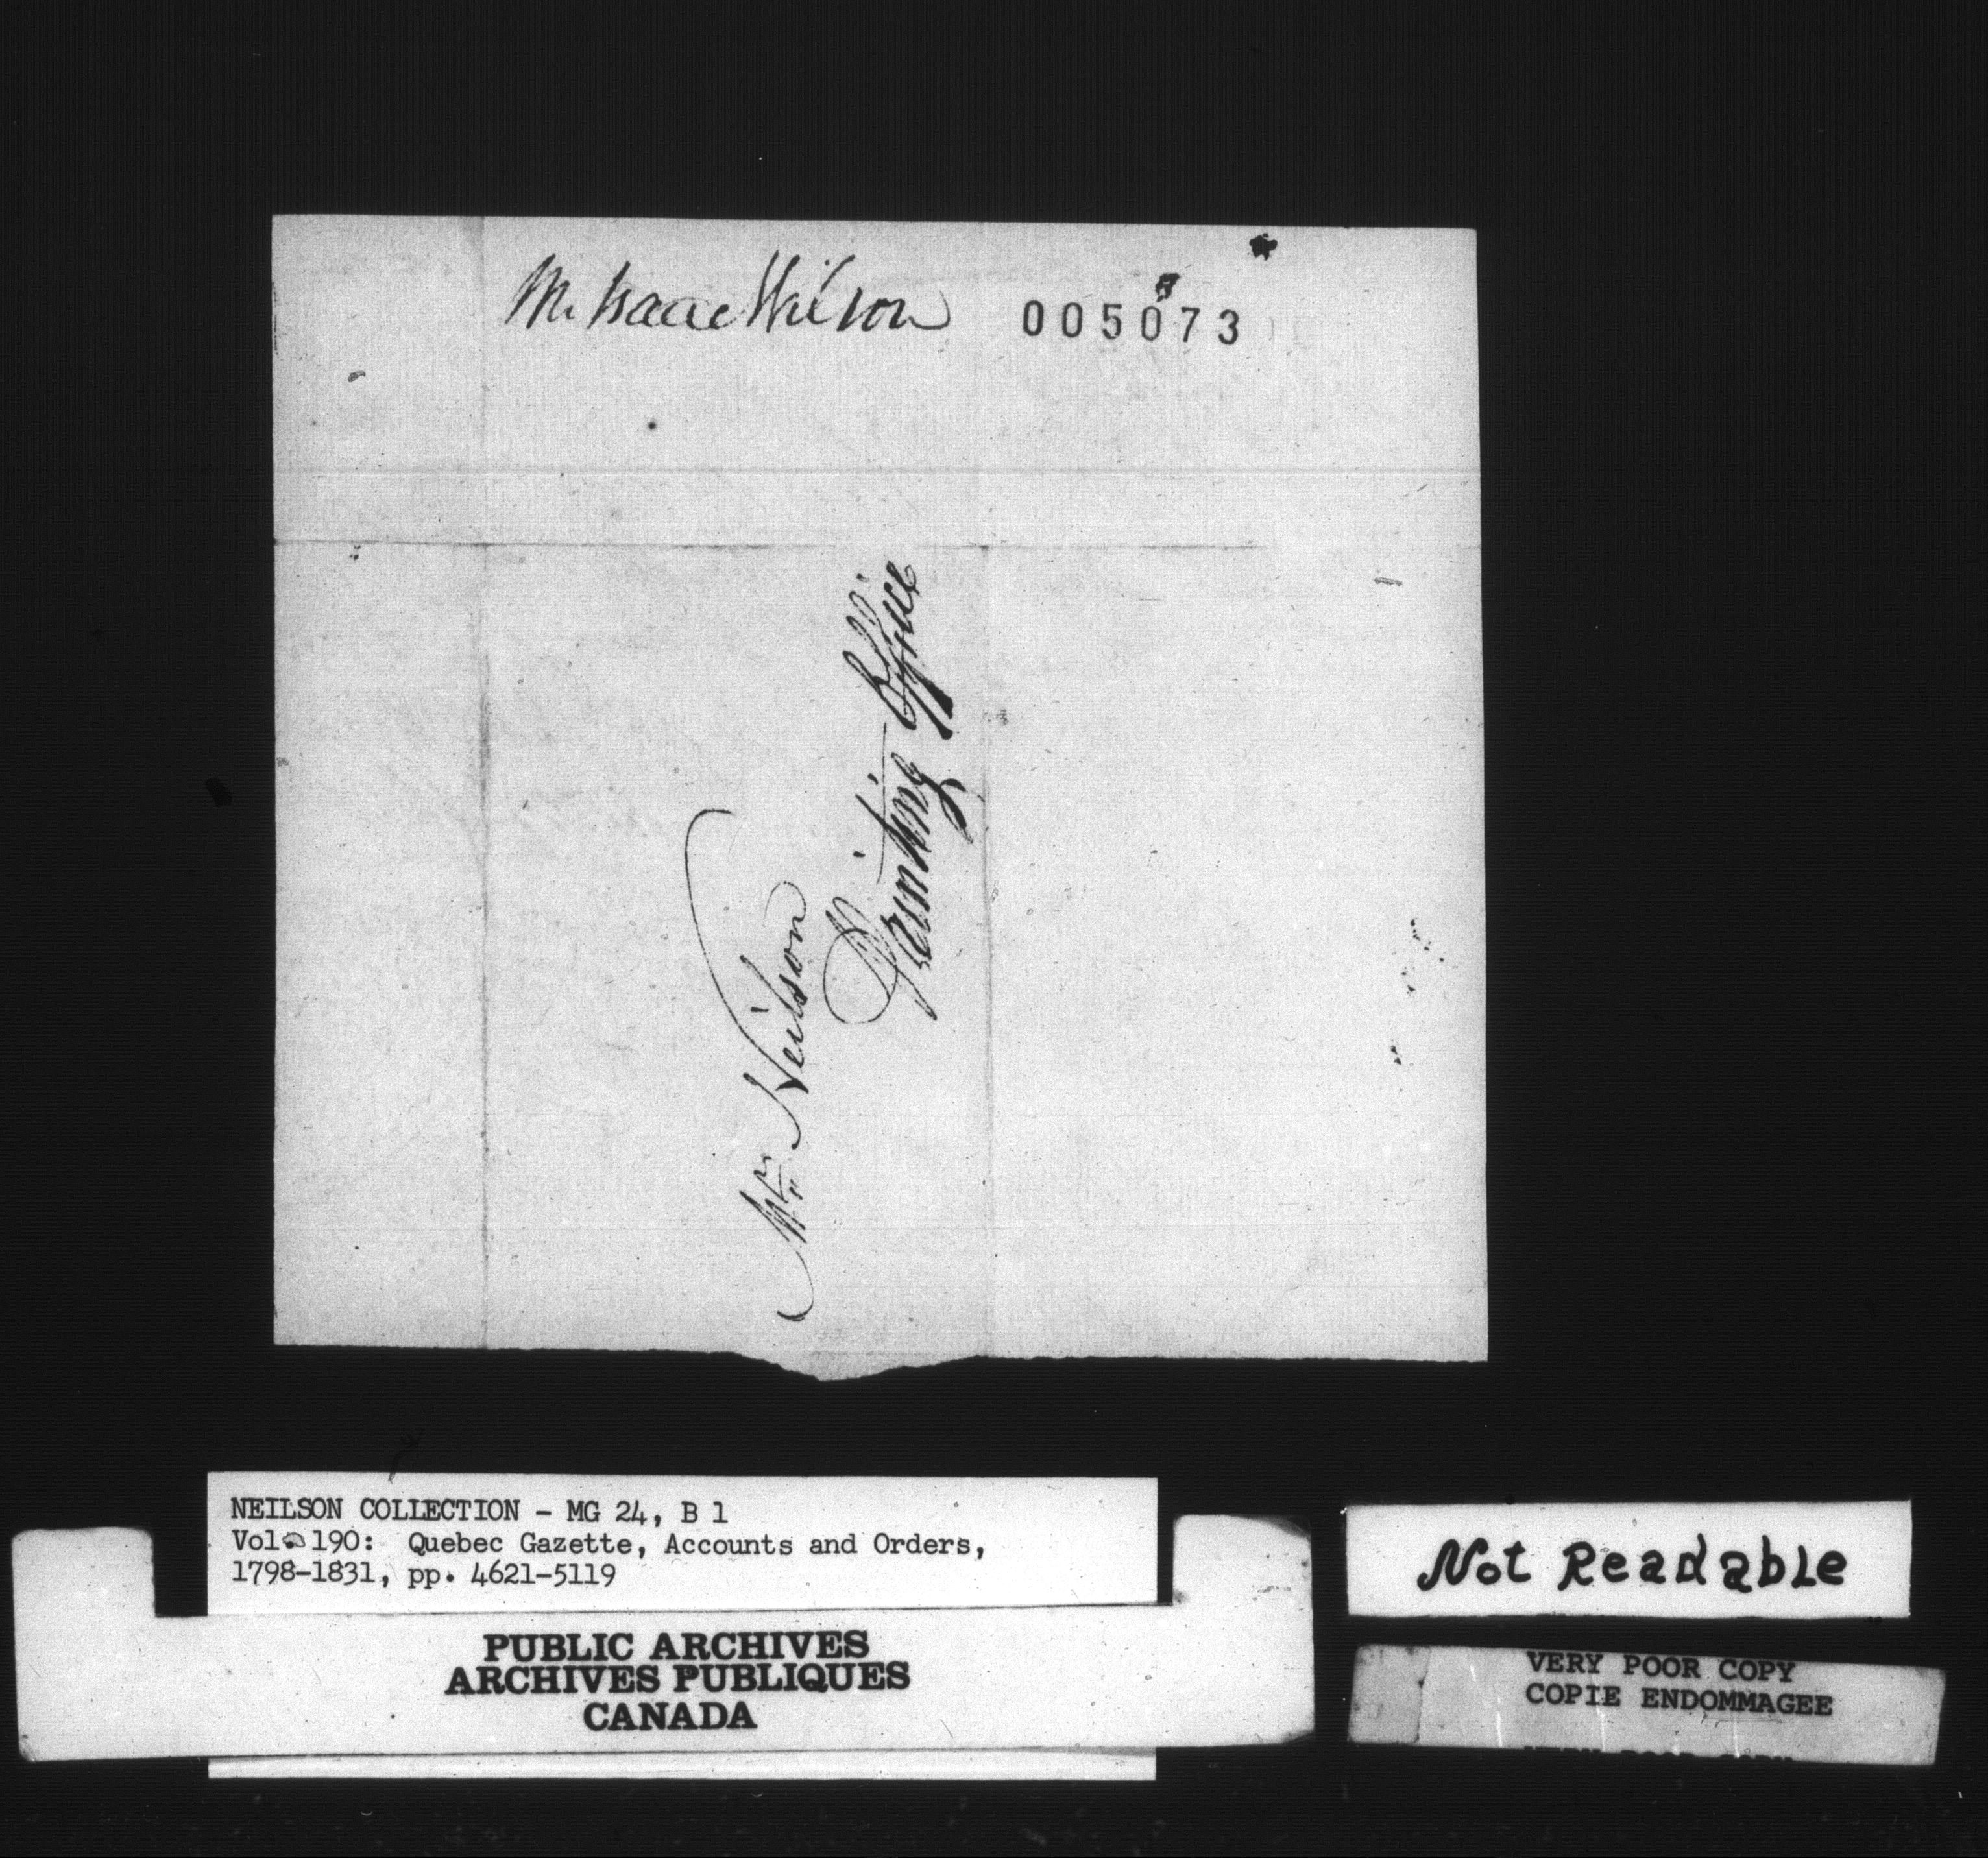 Mr Isaac Wilson 005073
Mr. Neilson
Printing Office
NEILSON COLLECTION - MG 24, B 1
Vol. 190: Quebec Gazette, Accounts and Orders,
1798-1831, pp. 4621-5119
PUBLIC ARCHIVES
ARCHIVES PUBLIQUES
CANADA
Not Readable
VERY POOR COPY
COPIE ENDOMMAGEE